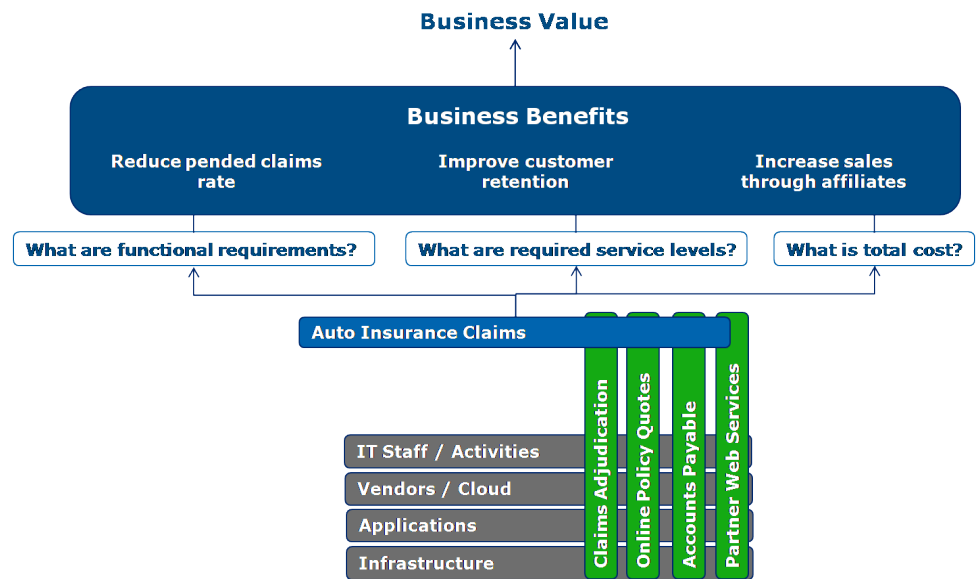 Business Value
Business Benefits
Reduce pended claims
rate
Improve customer
retention
Increase sales
through affiliates
What are functional requirements?
What are required service levels?
What is total cost?
Auto Insurance Claims
Claims Adjudication
Online Policy Quotes
Accounts Payable
Partner Web Services
IT Staff / Activities
Vendors / Cloud
Applications
Infrastructure